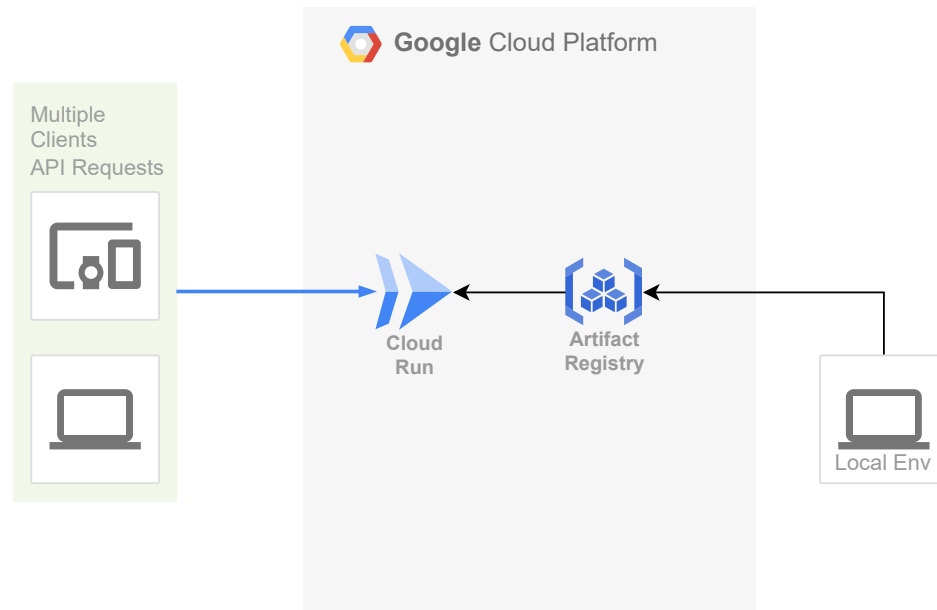 Google Cloud Platform
Multiple
Clients
API Requests
Cloud
Run
Artifact
Registry
Local Env